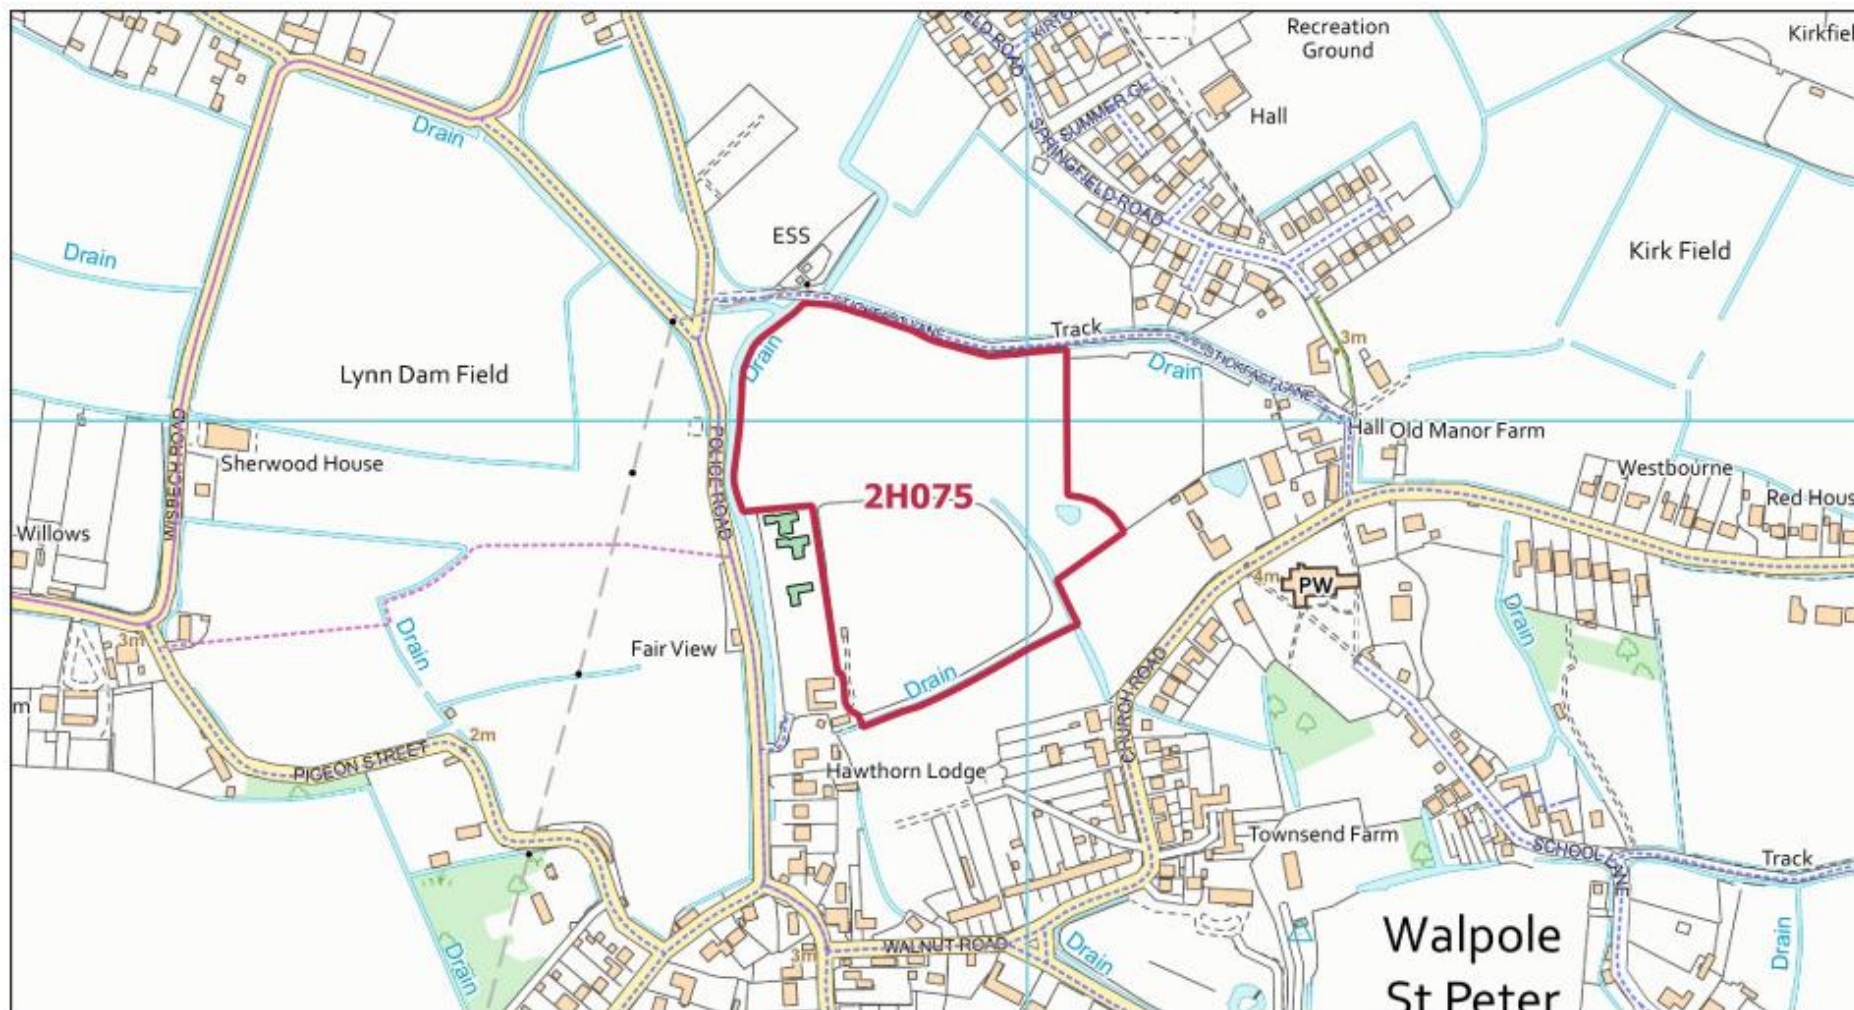 Recreation
Ground
Kirkfiel
KIRTO
FIELD ROAD
Drain
SUMMER CL
Hall
SPRINGFIELD ROAD
ESS
Drain
Kirk Field
Track
3m
Drain
Lynn Dam Field
Drain
STICKFAST LANE
WISBECH ROAD
POLICE ROAD
Hall
Old Manor Farm
Sherwood House
Westbourne
2H075
Red Hous
Willows
4m
PW
Drain
3m
Drain
Fair View
Drain
CHURCH ROAD
m
2m
PIGEON STREET
Hawthorn Lodge
Townsend Farm
SCHOOL LANE
Track
Walpole
St Peter
WALNUT ROAD
3m
Drain
Drain
Drain